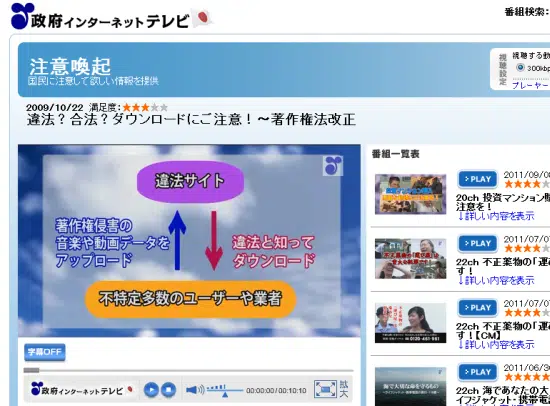 政府インターネットテレビ
番組検索:
注意喚起
国民に注意して欲しい情報を提供
視聴設定
視聴する動
300kbp
プレーヤー
2009/10/22 満足度:★★★★★
違法？合法？ダウンロードにご注意！～著作権法改正
違法サイト
著作権侵害の
音楽や動画データを
アップロード
違法と知って
ダウンロード
不特定多数のユーザーや業者
字幕OFF
政府インターネットテレビ
00:00:00/00:10:10
拡大
番組一覧表
PLAY
2011/09/0
20ch 投資マンション
注意を！
↓詳しい内容を表示
PLAY
2011/07/0
22ch 不正薬物の「運
す！
↓詳しい内容を表示
PLAY
2011/07/0
22ch 不正薬物の「運
す！【CM】
↓詳しい内容を表示
PLAY
2011/06/30
22ch 海であなたの大
イフジャケット・携帯電話